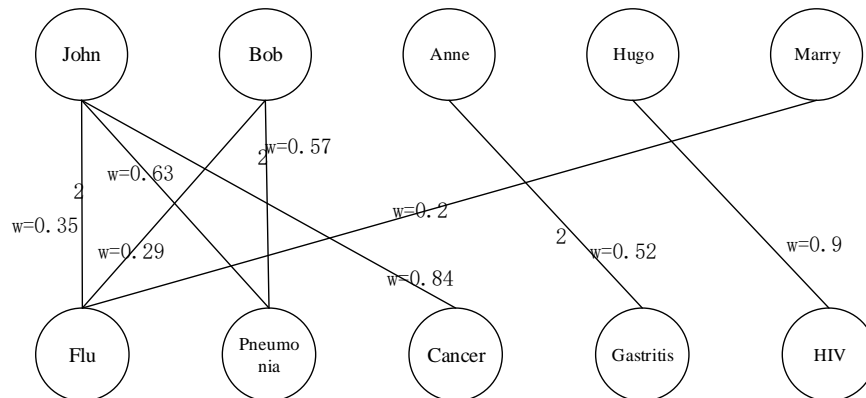 John
Bob
Anne
Hugo
Marry
w=0.57
2
w=0.63
2
w=0.2
w=0.35
2
w=0.9
w=0.29
w=0.52
w=0.84
Flu
Pneumo
nia
Cancer
Gastritis
HIV